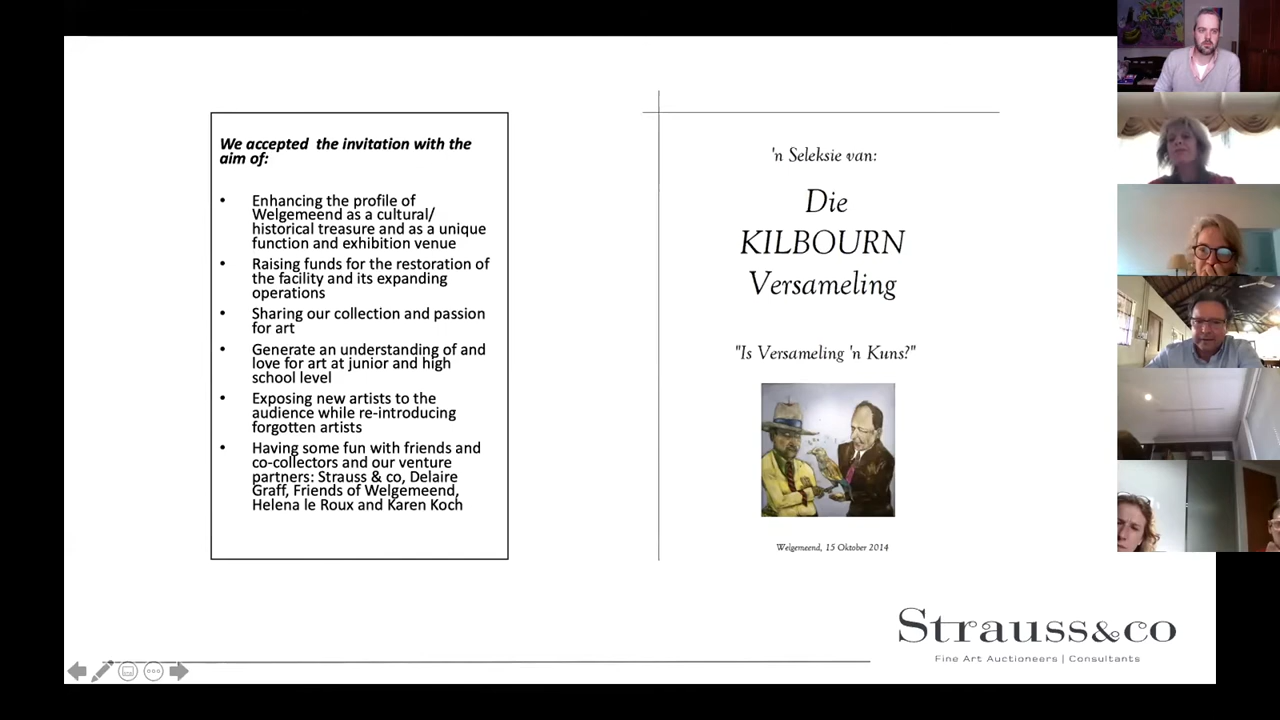 We accepted the invitation with the
aim of:
• Enhancing the profile of
Welgemeend as a cultural/
historical treasure and as a unique
function and exhibition venue
• Raising funds for the restoration of
the facility and its expanding
operations
• Sharing our collection and passion
for art
• Generate an understanding of and
love for art at junior and high
school level
• Exposing new artists to the
audience while re-introducing
forgotten artists
• Having some fun with friends and
co-collectors and our venture
partners: Strauss & co, Delaire
Graff, Friends of Welgemeend,
Helena le Roux and Karen Koch
'n Seleksie van:
Die
KILBOURN
Versameling
"Is Versameling 'n Kuns?"
Welgemeend, 15 Oktober 2014
Strauss&co
Fine Art Auctioneers | Consultants